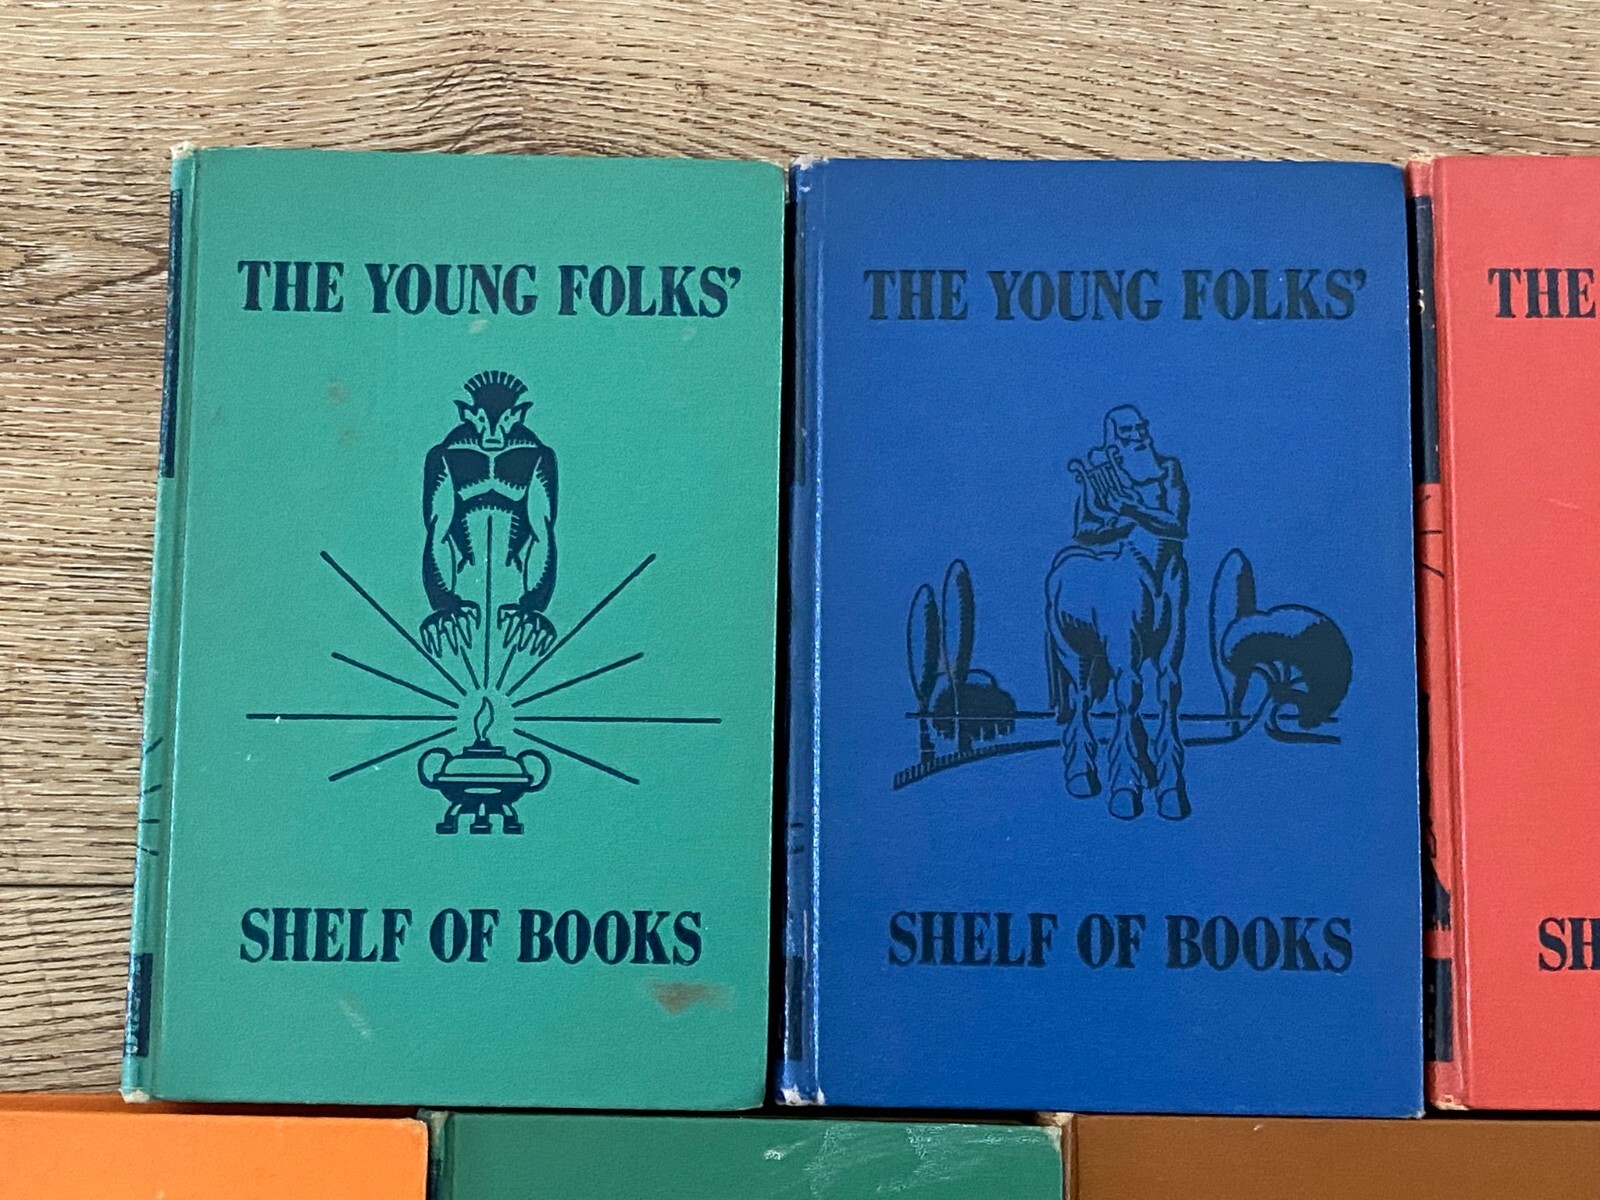 THE YOUNG FOLKS'
SHELF OF BOOKS
THE YOUNG FOLKS'
SHELF OF BOOKS
THE
SH